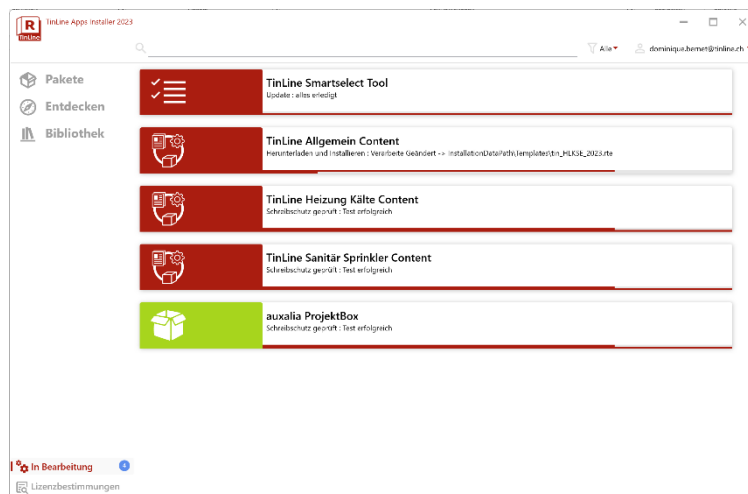 TinLine Apps Installer 2023
R
TinLine
Alle
dominique.bernet@tinline.ch
Pakete
Entdecken
Bibliothek
TinLine Smartselect Tool
Update : alles erledigt
TinLine Allgemein Content
Herunterladen und Installieren : Verarbeite Geändert -> InstallationDataPath\Templates\tin_HLKSE_2023.rte
TinLine Heizung Kälte Content
Schreibschutz geprüft : Test erfolgreich
TinLine Sanitär Sprinkler Content
Schreibschutz geprüft : Test erfolgreich
auxalia ProjektBox
Schreibschutz geprüft : Test erfolgreich
In Bearbeitung 4
Lizenzbestimmungen